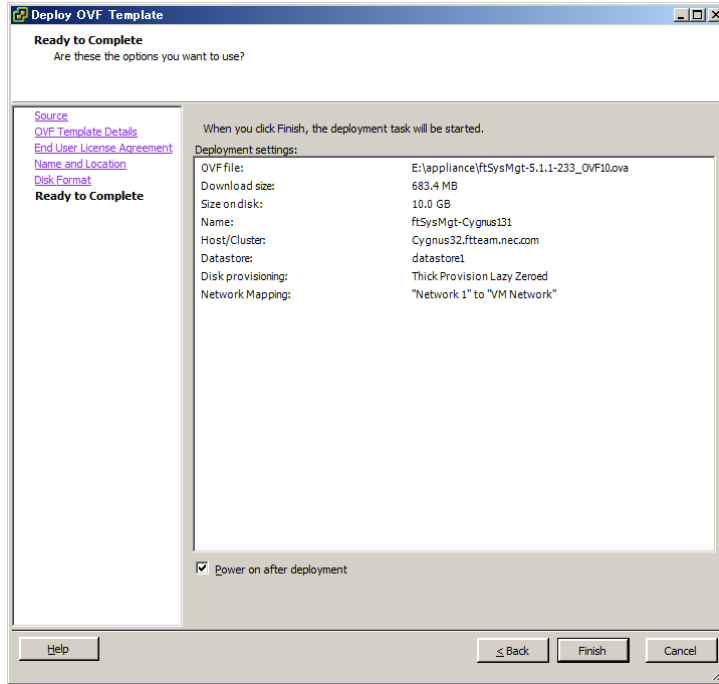 Deploy OVF Template
Ready to Complete
Are these the options you want to use?
Source
OVF Template Details
End User License Agreement
Name and Location
Disk Format
Ready to Complete
When you click Finish, the deployment task will be started.
Deployment settings:
OVF file: E:\appliance\ftSysMgt-5.1.1-233_OVF10.ova
Download size: 683.4 MB
Size on disk: 10.0 GB
Name: ftSysMgt-Cygnus131
Host/Cluster: Cygnus32.ftteam.nec.com
Datastore: datastore1
Disk provisioning: Thick Provision Lazy Zeroed
Network Mapping: "Network 1" to "VM Network"
Power on after deployment
Help
< Back
Finish
Cancel